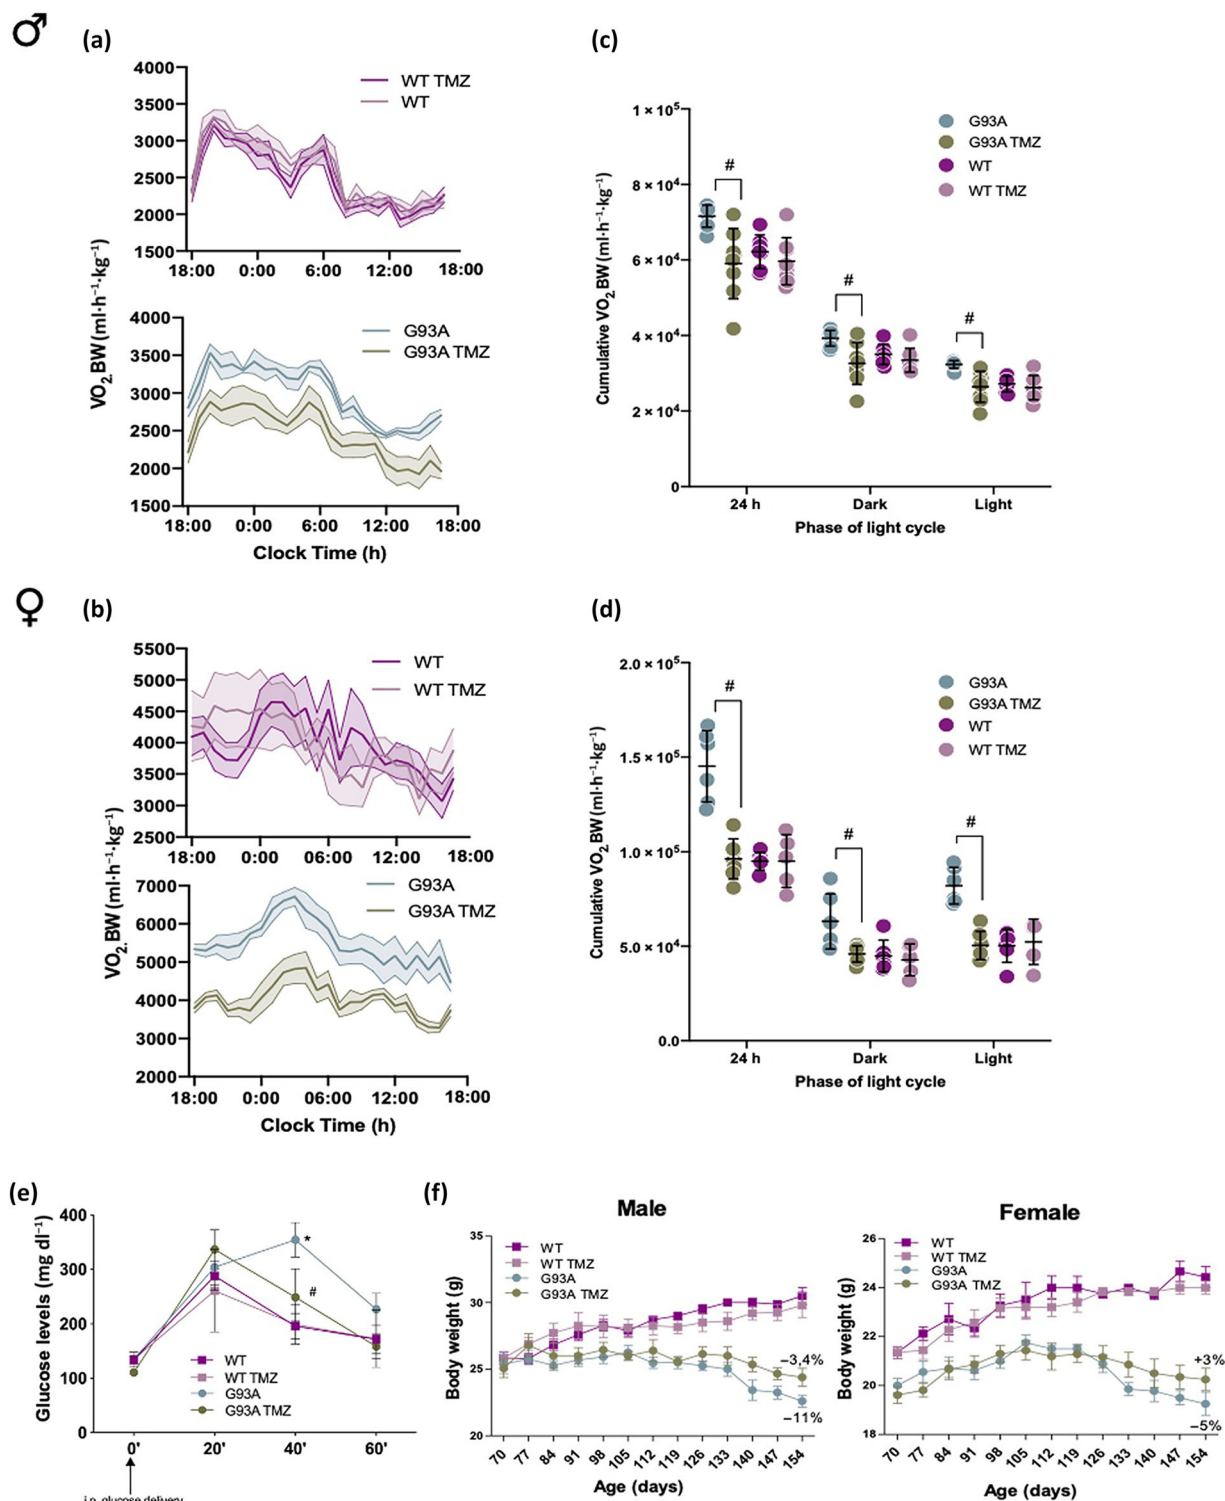 ♂
(a)
4000
3500
3000
2500
2000
1500
WT TMZ
WT
18:00 0:00 6:00 12:00 18:00
VO₂ BW (ml·h⁻¹·kg⁻¹)
4000
3500
3000
2500
2000
1500
G93A
G93A TMZ
18:00 0:00 6:00 12:00 18:00
Clock Time (h)
(c)
1 × 10⁵
8 × 10⁴
6 × 10⁴
4 × 10⁴
2 × 10⁴
0
Cumulative VO₂ BW (ml·h⁻¹·kg⁻¹)
G93A
G93A TMZ
WT
WT TMZ
#
#
#
24 h Dark Light
Phase of light cycle
♀
(b)
5500
5000
4500
4000
3500
3000
2500
WT
WT TMZ
18:00 0:00 06:00 12:00 18:00
VO₂ BW (ml·h⁻¹·kg⁻¹)
7000
6000
5000
4000
3000
2000
G93A
G93A TMZ
18:00 0:00 06:00 12:00 18:00
Clock Time (h)
(d)
2.0 × 10⁵
1.5 × 10⁵
1.0 × 10⁵
5.0 × 10⁴
0.0
Cumulative VO₂ BW (ml·h⁻¹·kg⁻¹)
G93A
G93A TMZ
WT
WT TMZ
#
#
#
24 h Dark Light
Phase of light cycle
(e)
400
300
200
100
0
Glucose levels (mg dl⁻¹)
*
#
WT
WT TMZ
G93A
G93A TMZ
0' 20' 40' 60'
i.p. glucose delivery
(f)
Male
35
30
25
20
Body weight (g)
WT
WT TMZ
G93A
G93A TMZ
–3,4%
–11%
70 77 84 91 98 105 112 119 126 133 140 147 154
Age (days)
Female
26
24
22
20
18
Body weight (g)
WT
WT TMZ
G93A
G93A TMZ
+3%
–5%
70 77 84 91 98 105 112 119 126 133 140 147 154
Age (days)